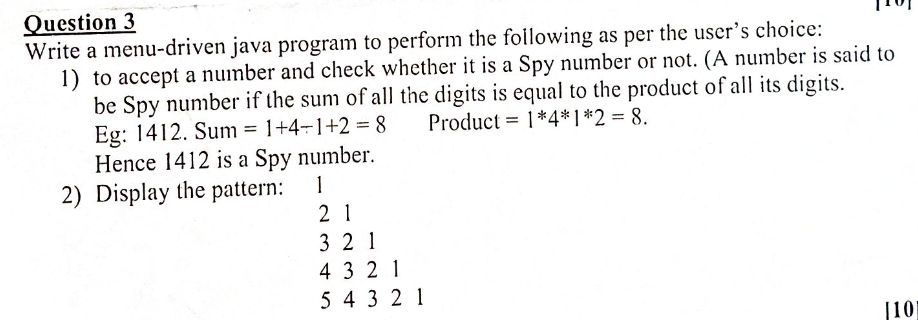 Question 3
Write a menu-driven java program to perform the following as per the user's choice:
1) to accept a number and check whether it is a Spy number or not. (A number is said to
be Spy number if the sum of all the digits is equal to the product of all its digits.
Eg: 1412. Sum = 1+4+1+2 = 8 Product = 1*4*1*2 = 8.
Hence 1412 is a Spy number.
2) Display the pattern: 1
2 1
3 2 1
4 3 2 1
5 4 3 2 1
[10]